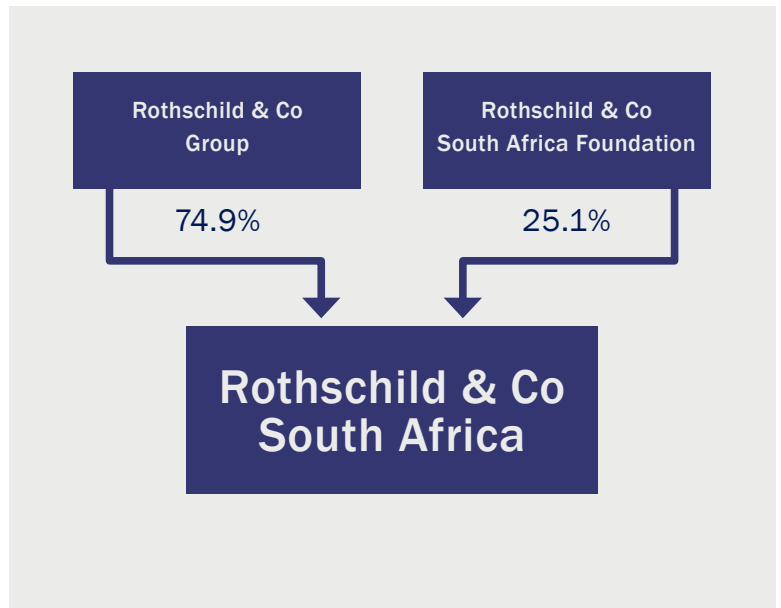 Rothschild & Co
Group
Rothschild & Co
South Africa Foundation
74.9%
25.1%
Rothschild & Co
South Africa